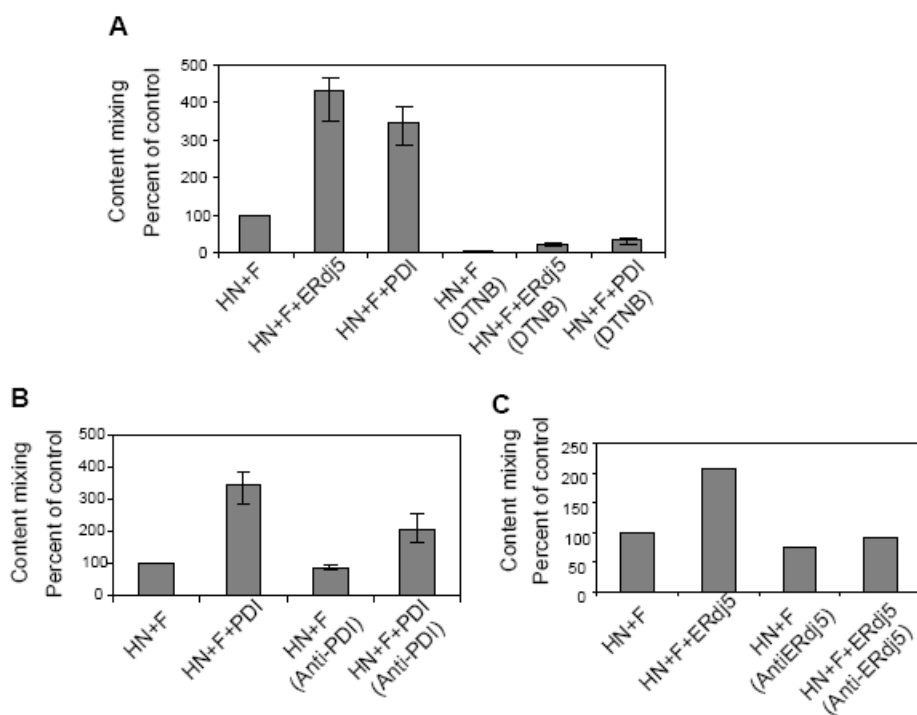 A
Content mixing
Percent of control
500
400
300
200
100
0
HN+F
HN+F+ERdj5
HN+F+PDI
HN+F
(DTNB)
HN+F+ERdj5
(DTNB)
HN+F+PDI
(DTNB)
B
Content mixing
Percent of control
500
400
300
200
100
0
HN+F
HN+F+PDI
HN+F
(Anti-PDI)
HN+F+PDI
(Anti-PDI)
C
Content mixing
Percent of control
250
200
150
100
50
0
HN+F
HN+F+ERdj5
HN+F
(AntiERdj5)
HN+F+ERdj5
(Anti-ERdj5)